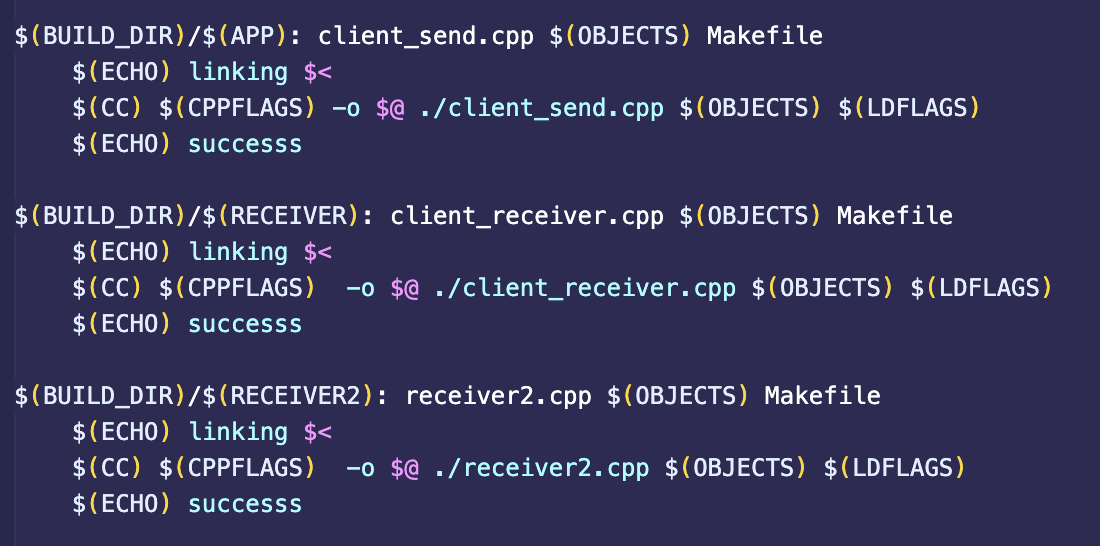 $(BUILD_DIR)/$(APP): client_send.cpp $(OBJECTS) Makefile
$(ECHO) linking $<
$(CC) $(CPPFLAGS) -o $@ ./client_send.cpp $(OBJECTS) $(LDFLAGS)
$(ECHO) successs
$(BUILD_DIR)/$(RECEIVER): client_receiver.cpp $(OBJECTS) Makefile
$(ECHO) linking $<
$(CC) $(CPPFLAGS)  -o $@ ./client_receiver.cpp $(OBJECTS) $(LDFLAGS)
$(ECHO) successs
$(BUILD_DIR)/$(RECEIVER2): receiver2.cpp $(OBJECTS) Makefile
$(ECHO) linking $<
$(CC) $(CPPFLAGS)  -o $@ ./receiver2.cpp $(OBJECTS) $(LDFLAGS)
$(ECHO) successs